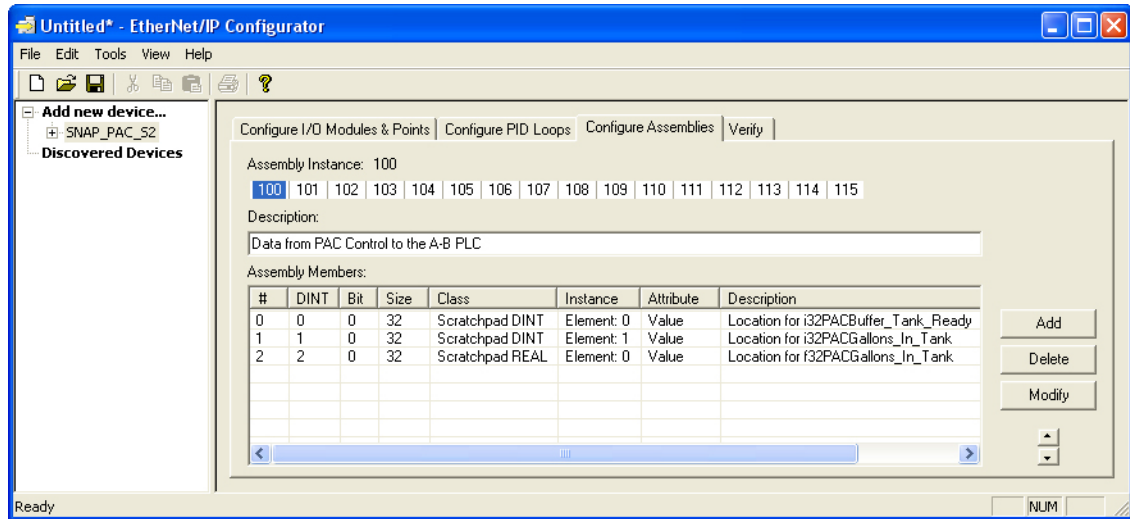 Untitled* - EtherNet/IP Configurator
File Edit Tools View Help
Add new device...
SNAP_PAC_S2
Discovered Devices
Configure I/O Modules & Points Configure PID Loops Configure Assemblies Verify
Assembly Instance: 100
100 101 102 103 104 105 106 107 108 109 110 111 112 113 114 115
Description:
Data from PAC Control to the A-B PLC
Assembly Members:
# DINT Bit Size Class Instance Attribute Description
0 0 0 32 Scratchpad DINT Element: 0 Value Location for i32PACBuffer_Tank_Ready
1 1 0 32 Scratchpad DINT Element: 1 Value Location for i32PACGallons_In_Tank
2 2 0 32 Scratchpad REAL Element: 0 Value Location for f32PACGallons_In_Tank
Add
Delete
Modify
Ready NUM